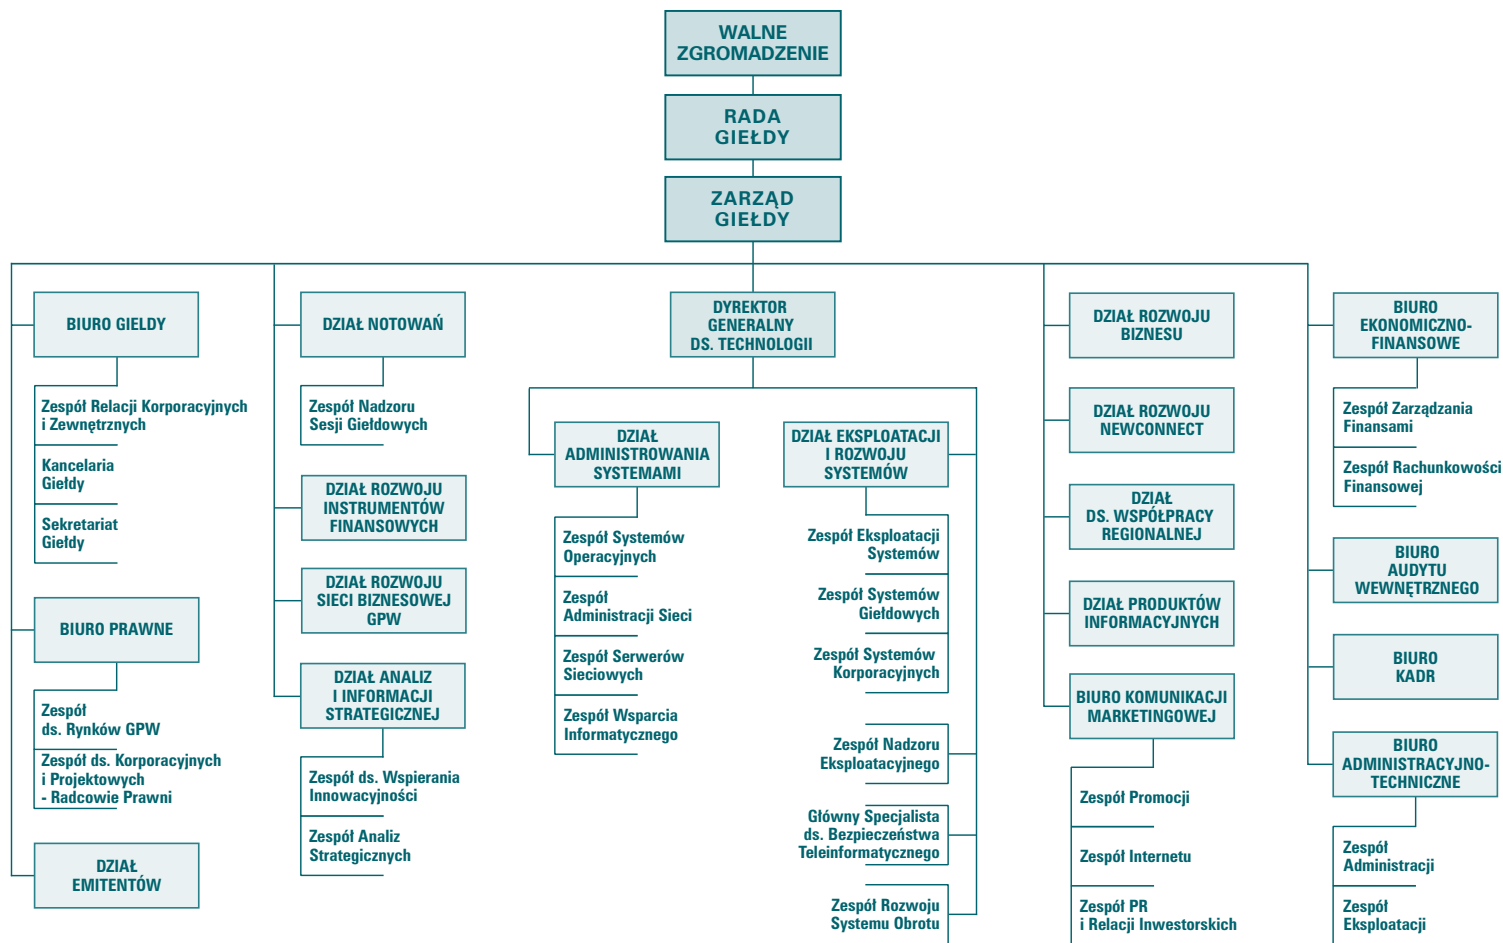 WALNE
ZGROMADZENIE
RADA
GIEŁDY
ZARZĄD
GIEŁDY
BIURO GIEŁDY
Zespół Relacji Korporacyjnych
i Zewnętrznych
Kancelaria
Giełdy
Sekretariat
Giełdy
BIURO PRAWNE
Zespół
ds. Rynków GPW
Zespół ds. Korporacyjnych
i Projektowych
- Radcowie Prawni
DZIAŁ
EMITENTÓW
DZIAŁ NOTOWAŃ
Zespół Nadzoru
Sesji Giełdowych
DZIAŁ ROZWOJU
INSTRUMENTÓW
FINANSOWYCH
DZIAŁ ROZWOJU
SIECI BIZNESOWEJ
GPW
DZIAŁ ANALIZ
I INFORMACJI
STRATEGICZNEJ
Zespół ds. Wspierania
Innowacyjności
Zespół Analiz
Strategicznych
DYREKTOR
GENERALNY
DS. TECHNOLOGII
DZIAŁ
ADMINISTROWANIA
SYSTEMAMI
Zespół Systemów
Operacyjnych
Zespół
Administracji Sieci
Zespół Serwerów
Sieciowych
Zespół Wsparcia
Informatycznego
DZIAŁ EKSPLOATACJI
I ROZWOJU
SYSTEMÓW
Zespół Eksploatacji
Systemów
Zespół Systemów
Giełdowych
Zespół Systemów
Korporacyjnych
Zespół Nadzoru
Eksploatacyjnego
Główny Specjalista
ds. Bezpieczeństwa
Teleinformatycznego
Zespół Rozwoju
Systemu Obrotu
DZIAŁ ROZWOJU
BIZNESU
DZIAŁ ROZWOJU
NEWCONNECT
DZIAŁ
DS. WSPÓŁPRACY
REGIONALNEJ
DZIAŁ PRODUKTÓW
INFORMACYJNYCH
BIURO KOMUNIKACJI
MARKETINGOWEJ
Zespół Promocji
Zespół Internetu
Zespół PR
i Relacji Inwestorskich
BIURO
EKONOMICZNO-
FINANSOWE
Zespół Zarządzania
Finansami
Zespół Rachunkowości
Finansowej
BIURO
AUDYTU
WEWNĘTRZNEGO
BIURO
KADR
BIURO
ADMINISTRACYJNO-
TECHNICZNE
Zespół
Administracji
Zespół
Eksploatacji